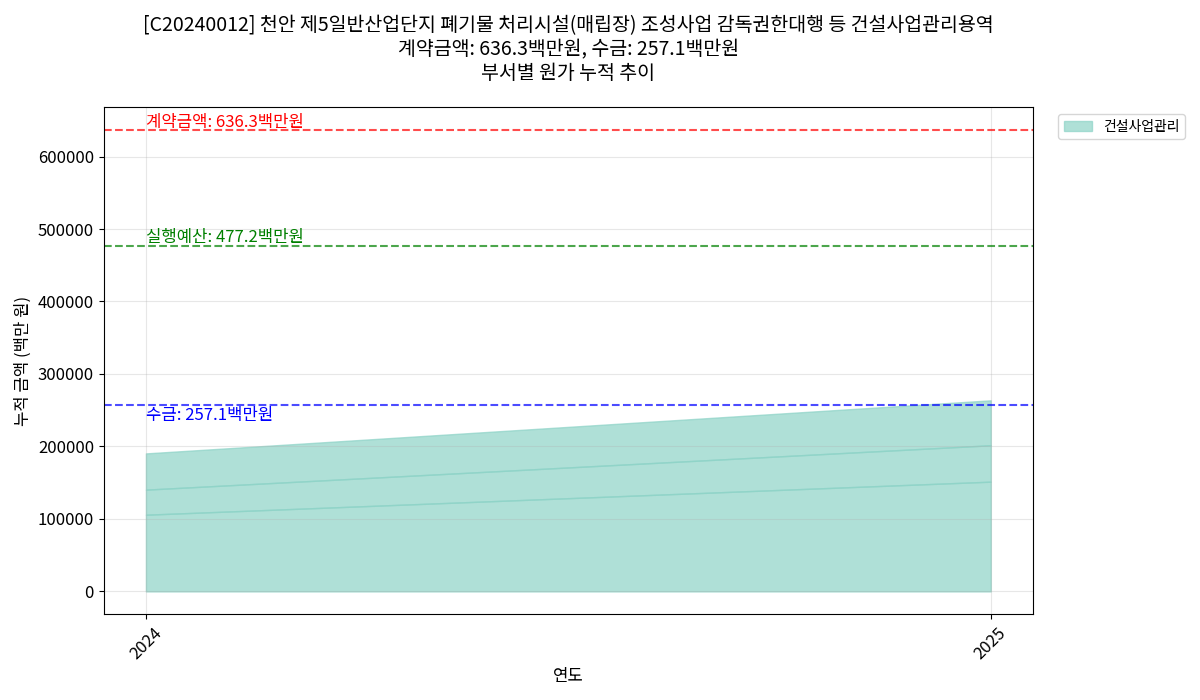 [C20240012] 천안 제5일반산업단지 폐기물 처리시설(매립장) 조성사업 감독권한대행 등 건설사업관리용역
계약금액: 636.3백만원, 수금: 257.1백만원
부서별 원가 누적 추이
계약금액: 636.3백만원
건설사업관리
600000
실행예산: 477.2백만원
500000
400000
누적 금액 (백만 원)
300000
수금: 257.1백만원
200000
100000
0
2024
2025
연도